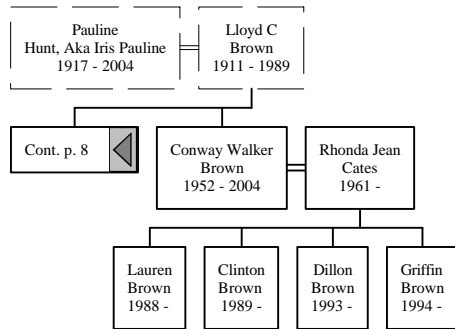 Pauline
Hunt, Aka Iris Pauline
1917 - 2004
Lloyd C
Brown
1911 - 1989
Cont. p. 8
Conway Walker
Brown
1952 - 2004
Rhonda Jean
Cates
1961 -
Lauren
Brown
1988 -
Clinton
Brown
1989 -
Dillon
Brown
1993 -
Griffin
Brown
1994 -